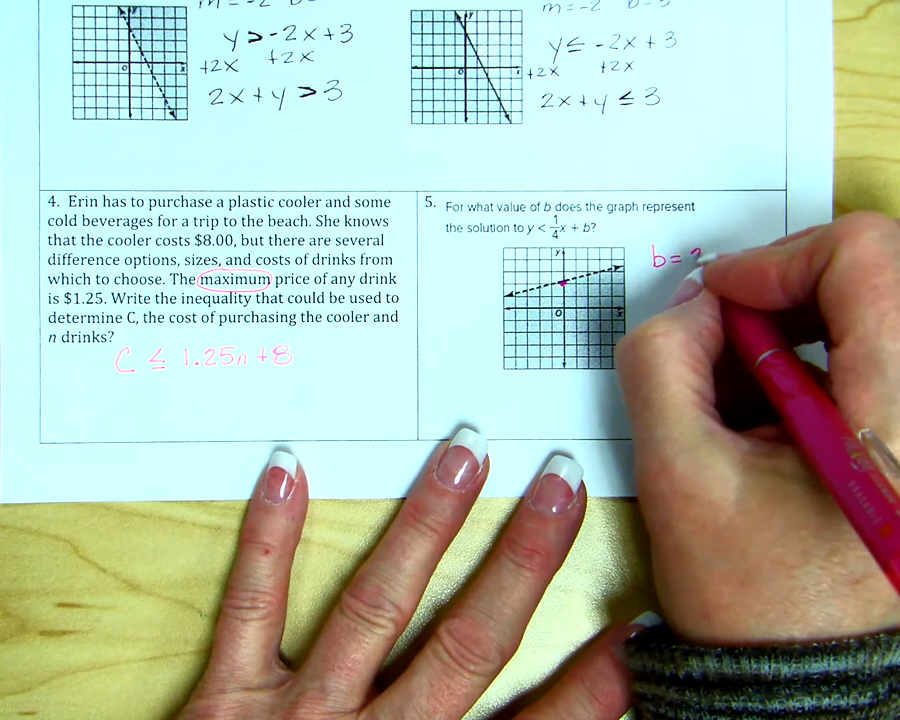 y > -2x + 3
+2x +2x
2x + y > 3
y ≤ -2x + 3
+2x +2x
2x + y ≤ 3
4. Erin has to purchase a plastic cooler and some
cold beverages for a trip to the beach. She knows
that the cooler costs $8.00, but there are several
difference options, sizes, and costs of drinks from
which to choose. The maximum price of any drink
is $1.25. Write the inequality that could be used to
determine C, the cost of purchasing the cooler and
n drinks?
C ≤ 1.25n + 8
5. For what value of b does the graph represent
the solution to y < 1/4x + b?
b =
y
O
x